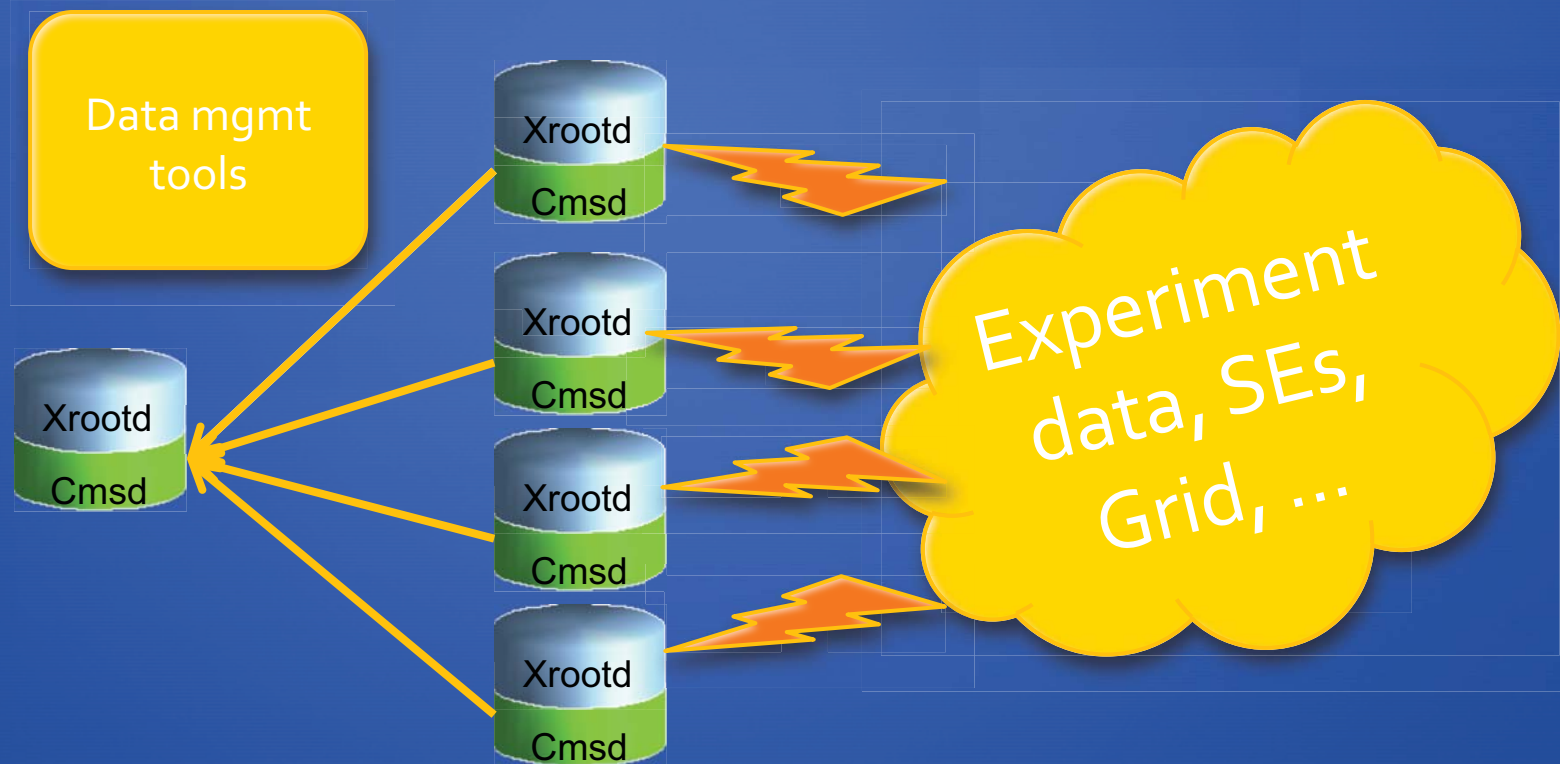 Data mgmt
tools
Xrootd
Cmsd
Xrootd
Cmsd
Xrootd
Cmsd
Xrootd
Cmsd
Xrootd
Cmsd
Experiment
data, SEs,
Grid, ...